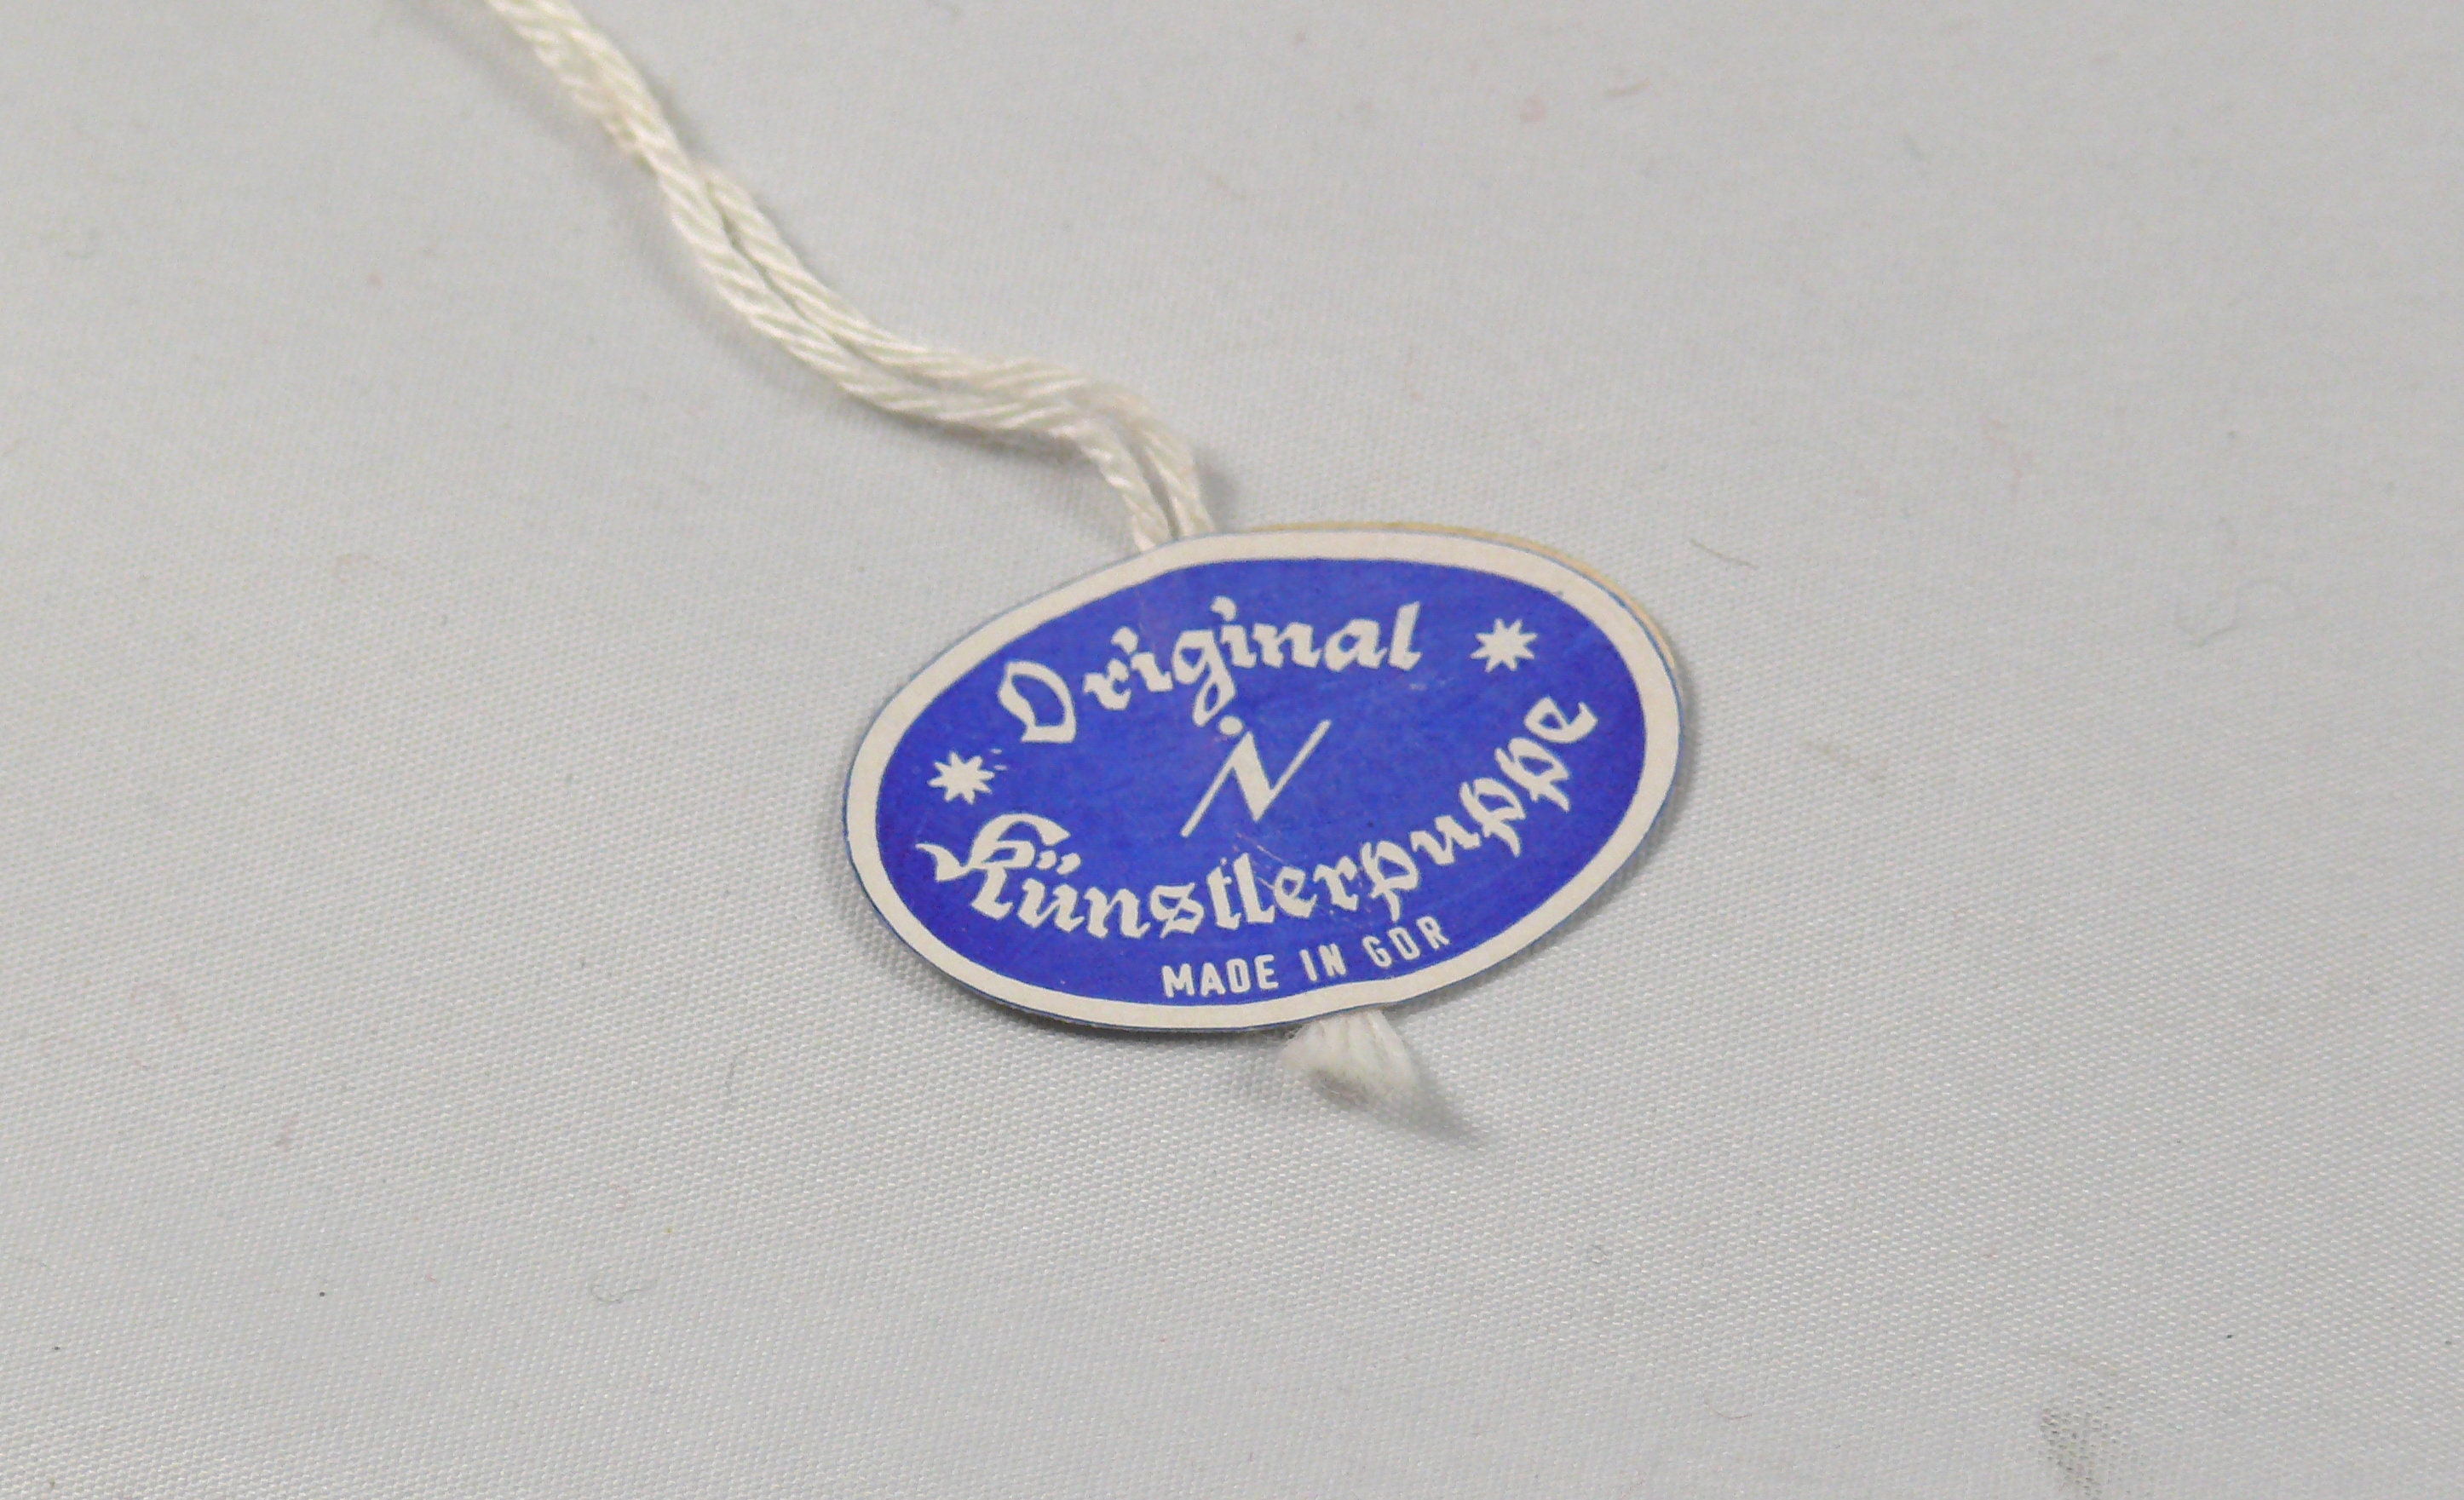 Original
N
Künstlerpuppe
MADE IN GDR